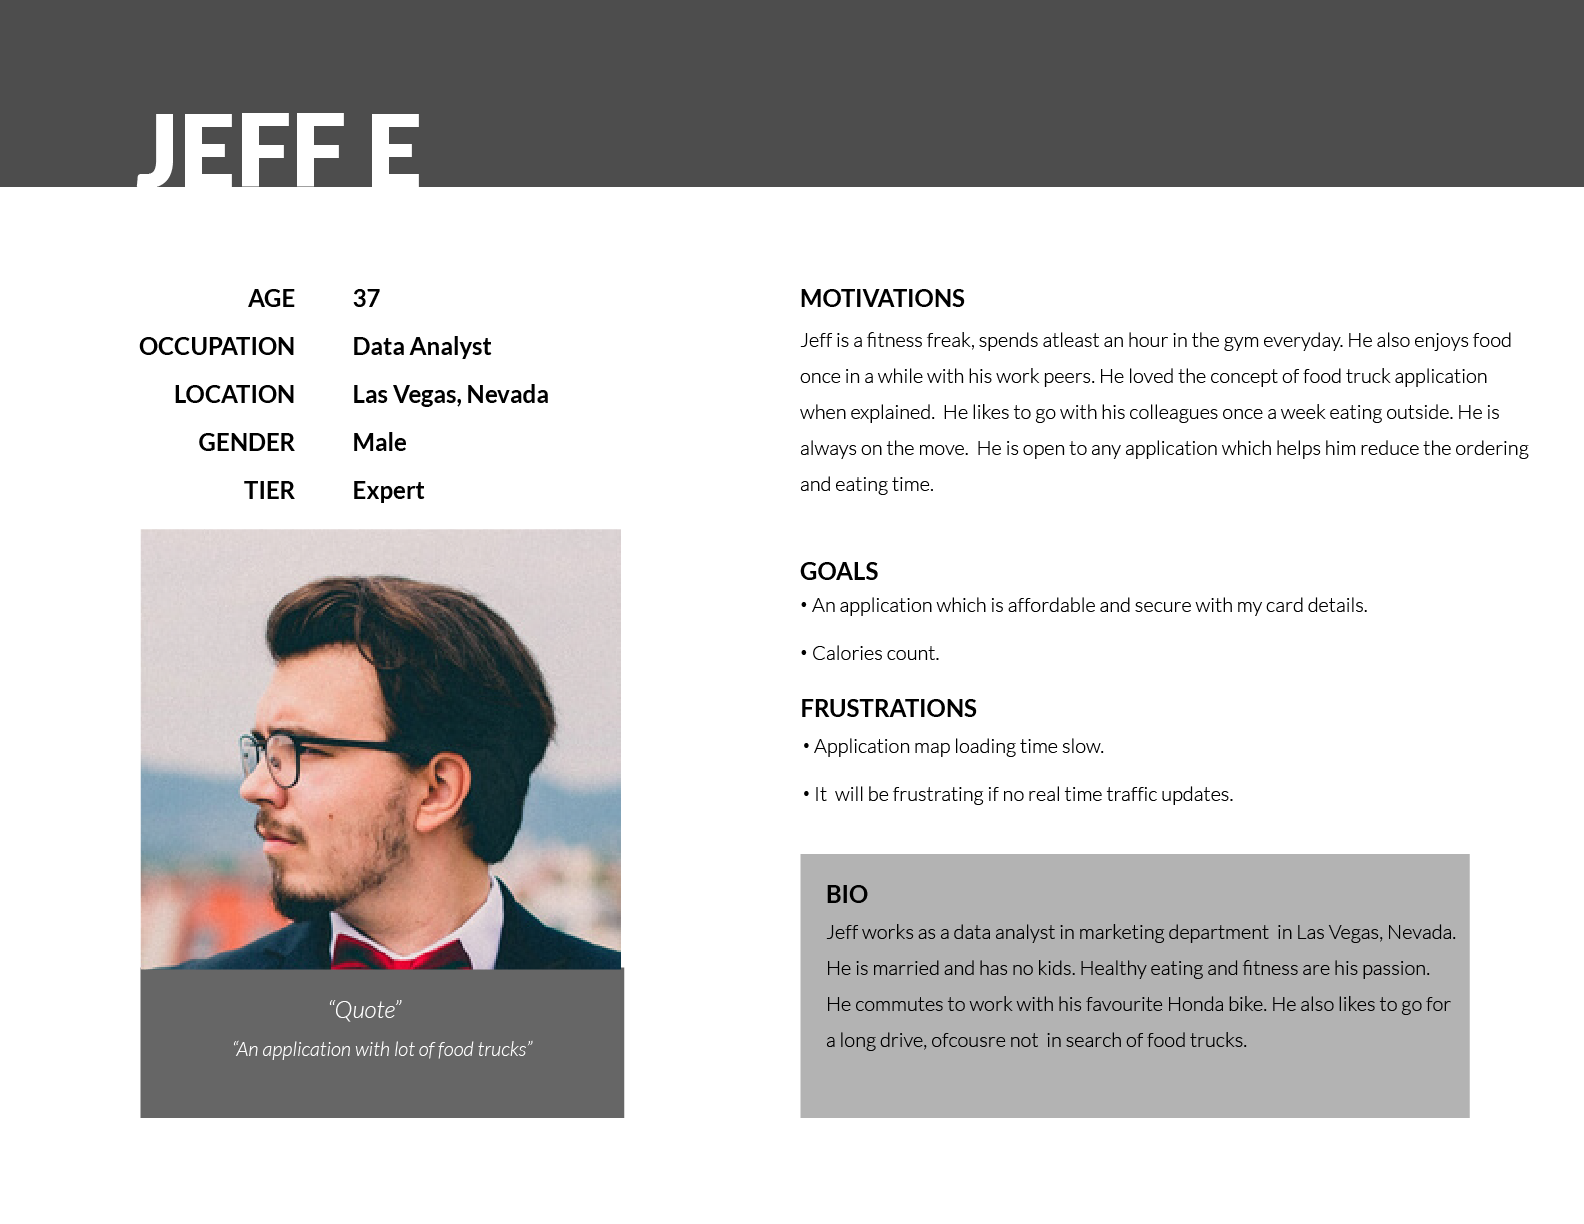 JEFF E
AGE 37
OCCUPATION Data Analyst
LOCATION Las Vegas, Nevada
GENDER Male
TIER Expert
“Quote”
“An application with lot of food trucks”
MOTIVATIONS
Jeff is a fitness freak, spends atleast an hour in the gym everyday. He also enjoys food
once in a while with his work peers. He loved the concept of food truck application
when explained.  He likes to go with his colleagues once a week eating outside. He is
always on the move.  He is open to any application which helps him reduce the ordering
and eating time.
GOALS
• An application which is affordable and secure with my card details.
• Calories count.
FRUSTRATIONS
• Application map loading time slow.
• It  will be frustrating if no real time traffic updates.
BIO
Jeff works as a data analyst in marketing department  in Las Vegas, Nevada.
He is married and has no kids. Healthy eating and fitness are his passion.
He commutes to work with his favourite Honda bike. He also likes to go for
a long drive, ofcousre not  in search of food trucks.